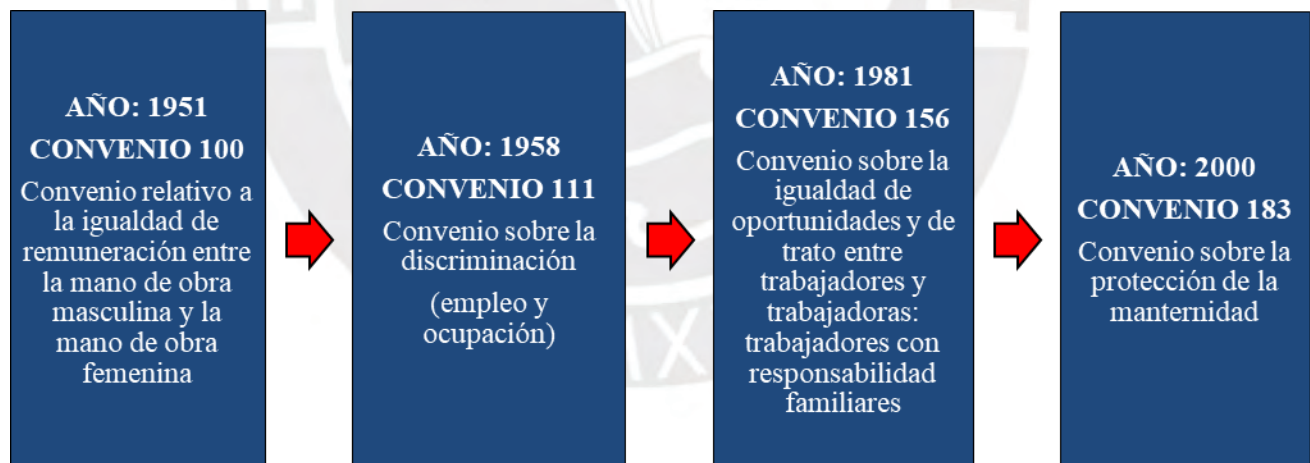 AÑO: 1951
CONVENIO 100
Convenio relativo a
la igualdad de
remuneración entre
la mano de obra
masculina y la
mano de obra
femenina
AÑO: 1958
CONVENIO 111
Convenio sobre la
discriminación
(empleo y
ocupación)
AÑO: 1981
CONVENIO 156
Convenio sobre la
igualdad de
oportunidades y de
trato entre
trabajadores y
trabajadoras:
trabajadores con
responsabilidad
familiares
AÑO: 2000
CONVENIO 183
Convenio sobre la
protección de la
manternidad